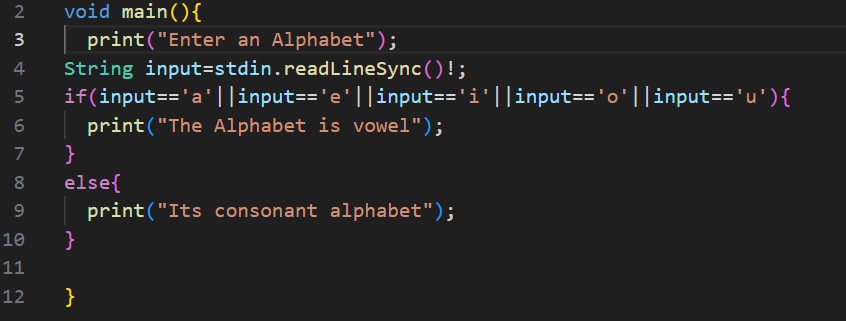 2 void main(){
3   print("Enter an Alphabet");
4 String input=stdin.readLineSync()!;
5 if(input=='a'||input=='e'||input=='i'||input=='o'||input=='u'){
6   print("The Alphabet is vowel");
7 }
8 else{
9   print("Its consonant alphabet");
10 }
11
12 }